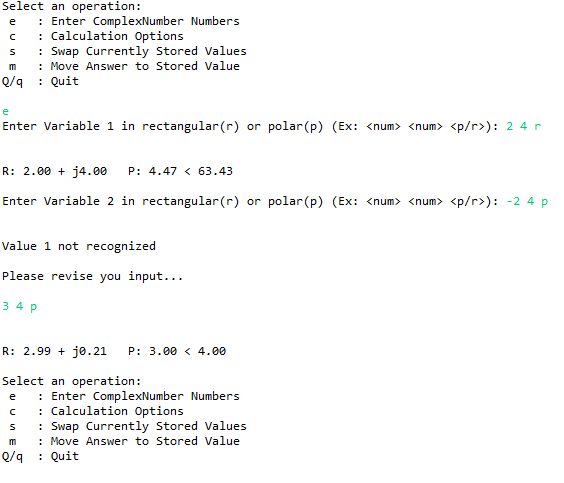 Select an operation:
e : Enter ComplexNumber Numbers
c : Calculation Options
s : Swap Currently Stored Values
m : Move Answer to Stored Value
Q/q : Quit
e
Enter Variable 1 in rectangular(r) or polar(p) (Ex: <num> <num> <p/r>): 2 4 r
R: 2.00 + j4.00 P: 4.47 < 63.43
Enter Variable 2 in rectangular(r) or polar(p) (Ex: <num> <num> <p/r>): -2 4 p
Value 1 not recognized
Please revise you input...
3 4 p
R: 2.99 + j0.21 P: 3.00 < 4.00
Select an operation:
e : Enter ComplexNumber Numbers
c : Calculation Options
s : Swap Currently Stored Values
m : Move Answer to Stored Value
Q/q : Quit